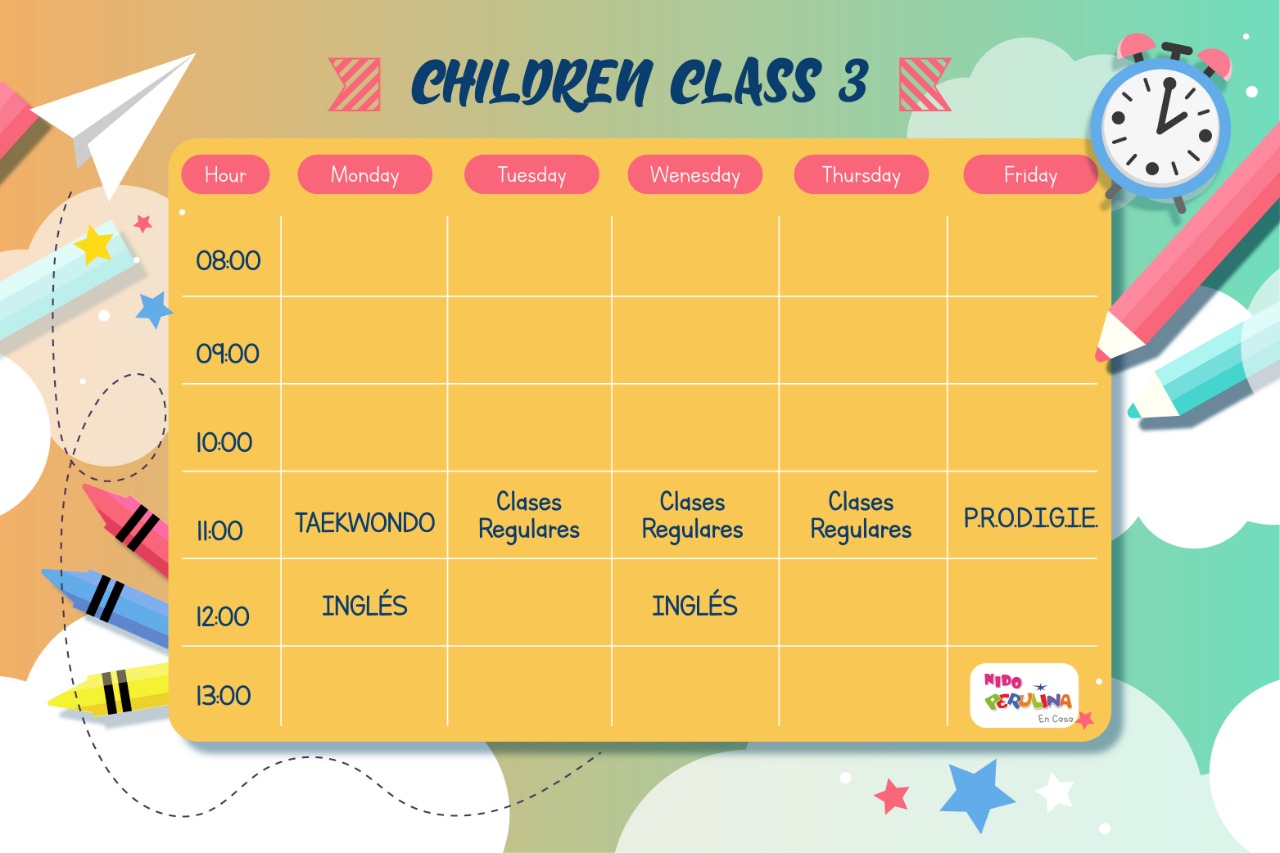 CHILDREN CLASS 3
Hour Monday Tuesday Wenesday Thursday Friday
08:00
09:00
10:00
11:00 TAEKWONDO Clases Regulares Clases Regulares Clases Regulares P.R.O.D.I.G.I.E.
12:00 INGLÉS INGLÉS
13:00
NIDO
PERULINA
En Casa